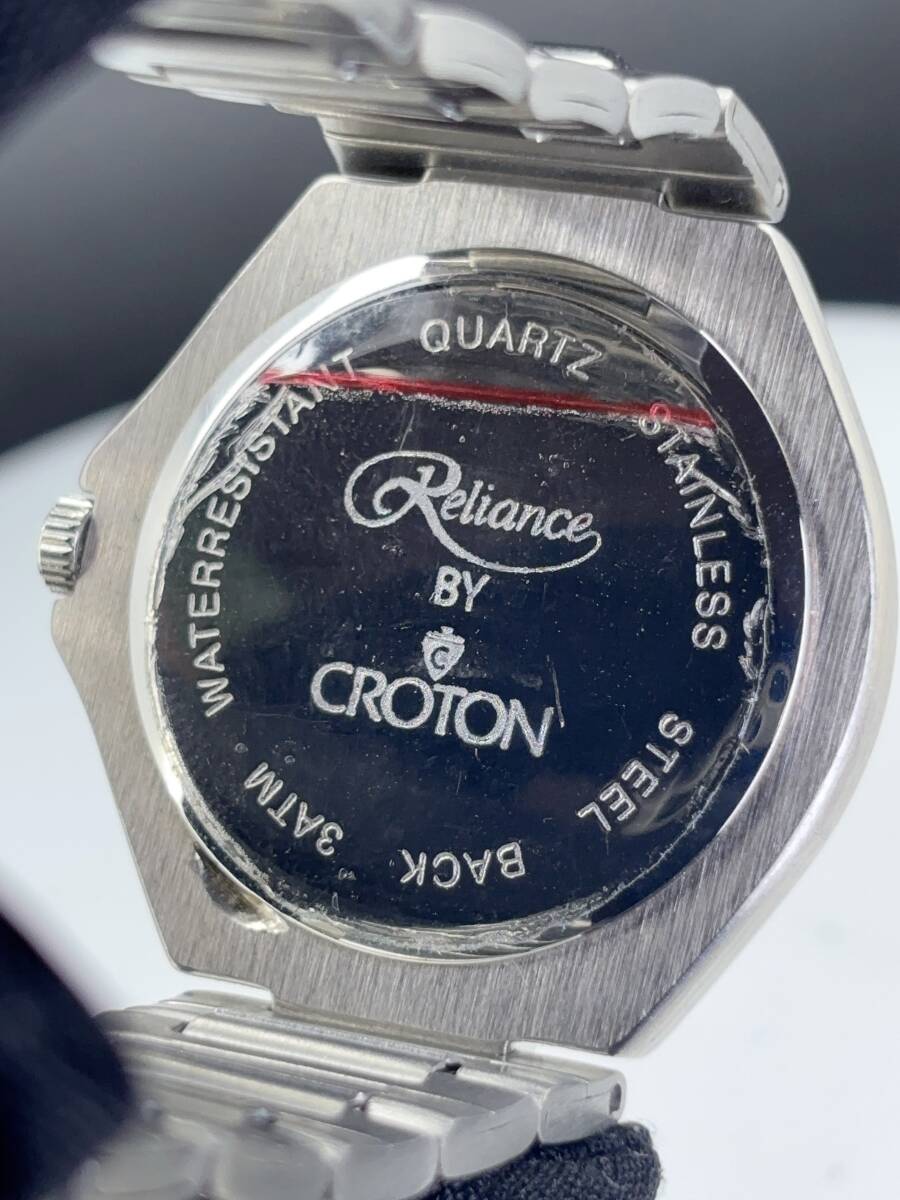 Reliance
BY
C
CROTON
QUARTZ STAINLESS STEEL BACK 3ATM WATERRESISTANT